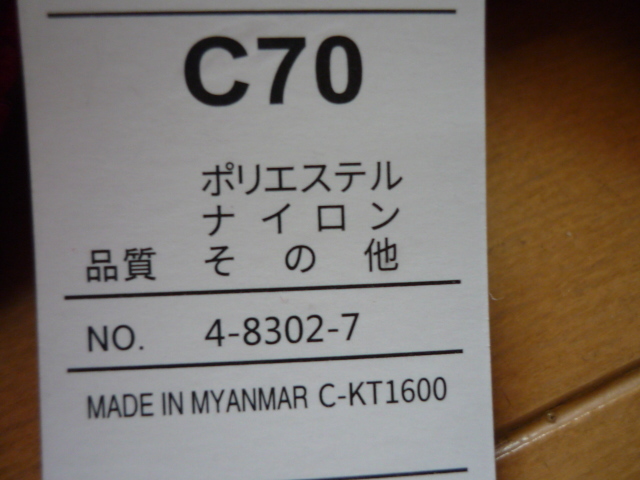 C70
ポリエステル
ナイロン
品質 その他
NO. 4-8302-7
MADE IN MYANMAR C-KT1600